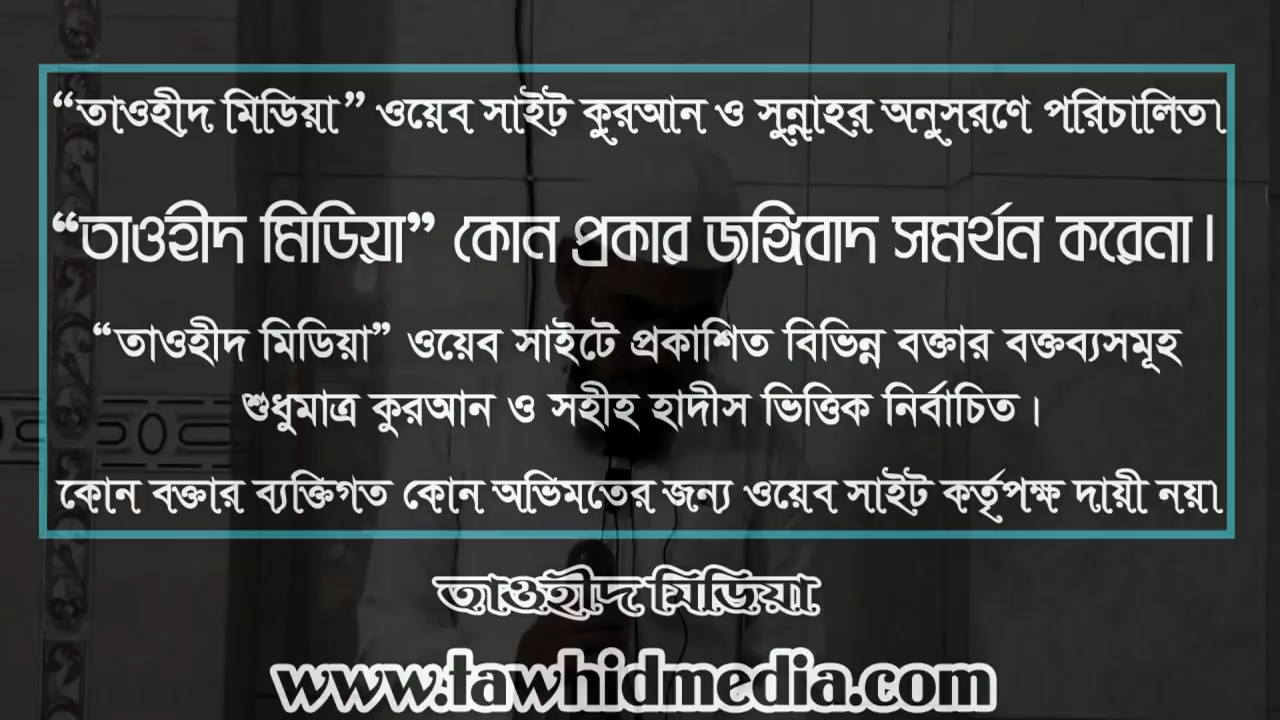 “তাওহীদ মিডিয়া” ওয়েব সাইট কুরআন ও সুন্নাহর অনুসরণে পরিচালিত।
“তাওহীদ মিডিয়া” কোন প্রকার জঙ্গিবাদ সমর্থন করেনা।
“তাওহীদ মিডিয়া” ওয়েব সাইটে প্রকাশিত বিভিন্ন বক্তার বক্তব্যসমূহ
শুধুমাত্র কুরআন ও সহীহ হাদীস ভিত্তিক নির্বাচিত।
কোন বক্তার ব্যক্তিগত কোন অভিমতের জন্য ওয়েব সাইট কর্তৃপক্ষ দায়ী নয়।
তাওহীদ মিডিয়া
www.tawhidmedia.com